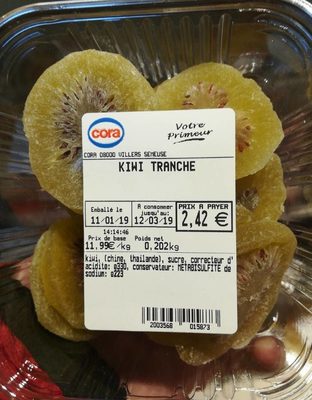 cora
Votre
Primeur
CORA 08000 VILLERS SEMEUSE
KIWI TRANCHE
Emballé le
11/01/19
A consommer
jusqu'au:
12/03/19
PRIX A PAYER
2,42 €
14:14:46
Prix de base
11.99€/kg
Poids net
0,202kg
kiwi, (chine, thailande), sucre, correcteur d'
acidite: e330, conservateur: METABISULFITE de
sodium: e223
2003568 015873